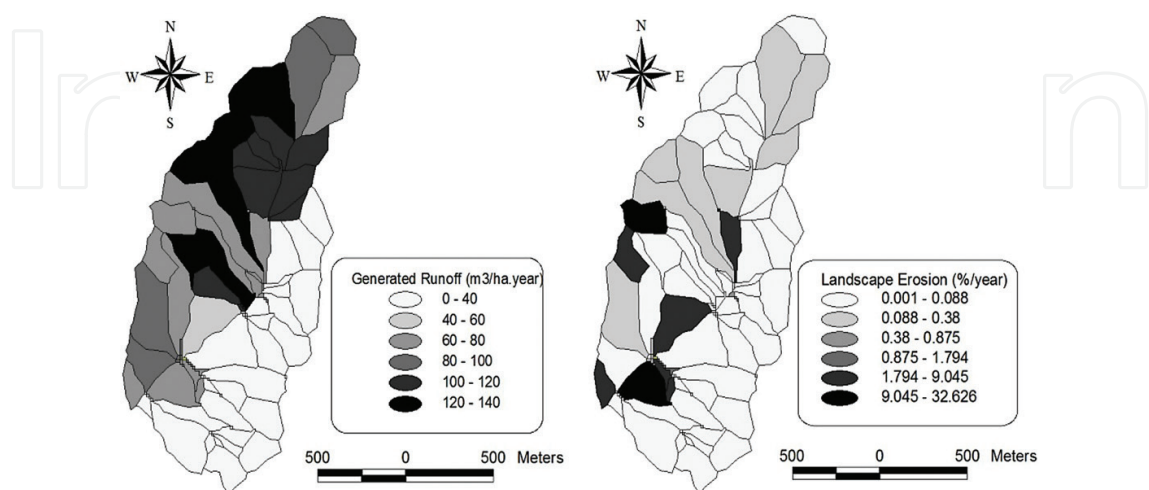 N
W E
S
Generated Runoff (m3/ha.year)
0 - 40
40 - 60
60 - 80
80 - 100
100 - 120
120 - 140
500 0 500 Meters
N
W E
S
Landscape Erosion (%/year)
0.001 - 0.088
0.088 - 0.38
0.38 - 0.875
0.875 - 1.794
1.794 - 9.045
9.045 - 32.626
500 0 500 Meters
In
n